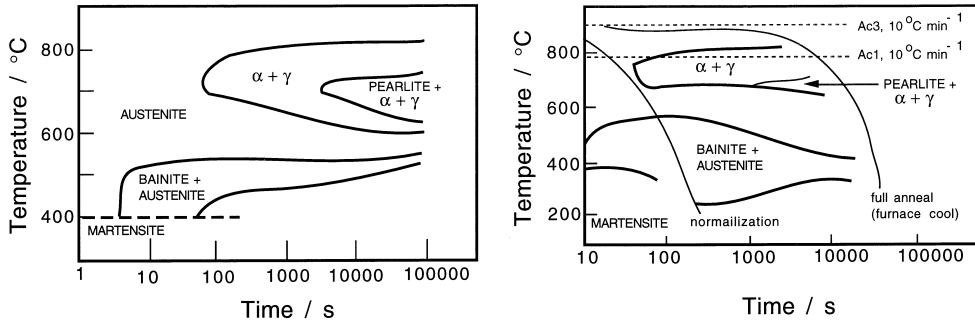 Temperature / °C
800
600
400
α + γ
PEARLITE +
α + γ
AUSTENITE
BAINITE +
AUSTENITE
MARTENSITE
1
10
100
1000
10000
100000
Time / s
Temperature / °C
800
600
400
200
Ac3, 10 °C min⁻¹
Ac1, 10 °C min⁻¹
α + γ
PEARLITE +
α + γ
BAINITE +
AUSTENITE
MARTENSITE
normailization
full anneal
(furnace cool)
10
100
1000
10000
100000
Time / s